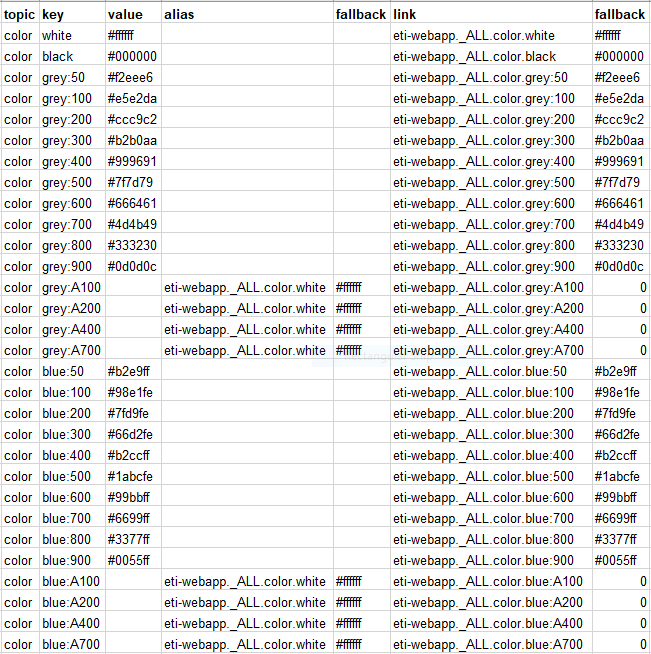 topic key value alias fallback link fallback
color white #ffffff eti-webapp._ALL.color.white #ffffff
color black #000000 eti-webapp._ALL.color.black #000000
color grey:50 #f2eee6 eti-webapp._ALL.color.grey:50 #f2eee6
color grey:100 #e5e2da eti-webapp._ALL.color.grey:100 #e5e2da
color grey:200 #ccc9c2 eti-webapp._ALL.color.grey:200 #ccc9c2
color grey:300 #b2b0aa eti-webapp._ALL.color.grey:300 #b2b0aa
color grey:400 #999691 eti-webapp._ALL.color.grey:400 #999691
color grey:500 #7f7d79 eti-webapp._ALL.color.grey:500 #7f7d79
color grey:600 #666461 eti-webapp._ALL.color.grey:600 #666461
color grey:700 #4d4b49 eti-webapp._ALL.color.grey:700 #4d4b49
color grey:800 #333230 eti-webapp._ALL.color.grey:800 #333230
color grey:900 #0d0d0c eti-webapp._ALL.color.grey:900 #0d0d0c
color grey:A100 eti-webapp._ALL.color.white #ffffff eti-webapp._ALL.color.grey:A100 0
color grey:A200 eti-webapp._ALL.color.white #ffffff eti-webapp._ALL.color.grey:A200 0
color grey:A400 eti-webapp._ALL.color.white #ffffff eti-webapp._ALL.color.grey:A400 0
color grey:A700 eti-webapp._ALL.color.white #ffffff eti-webapp._ALL.color.grey:A700 0
color blue:50 #b2e9ff eti-webapp._ALL.color.blue:50 #b2e9ff
color blue:100 #98e1fe eti-webapp._ALL.color.blue:100 #98e1fe
color blue:200 #7fd9fe eti-webapp._ALL.color.blue:200 #7fd9fe
color blue:300 #66d2fe eti-webapp._ALL.color.blue:300 #66d2fe
color blue:400 #b2ccff eti-webapp._ALL.color.blue:400 #b2ccff
color blue:500 #1abcfe eti-webapp._ALL.color.blue:500 #1abcfe
color blue:600 #99bbff eti-webapp._ALL.color.blue:600 #99bbff
color blue:700 #6699ff eti-webapp._ALL.color.blue:700 #6699ff
color blue:800 #3377ff eti-webapp._ALL.color.blue:800 #3377ff
color blue:900 #0055ff eti-webapp._ALL.color.blue:900 #0055ff
color blue:A100 eti-webapp._ALL.color.white #ffffff eti-webapp._ALL.color.blue:A100 0
color blue:A200 eti-webapp._ALL.color.white #ffffff eti-webapp._ALL.color.blue:A200 0
color blue:A400 eti-webapp._ALL.color.white #ffffff eti-webapp._ALL.color.blue:A400 0
color blue:A700 eti-webapp._ALL.color.white #ffffff eti-webapp._ALL.color.blue:A700 0